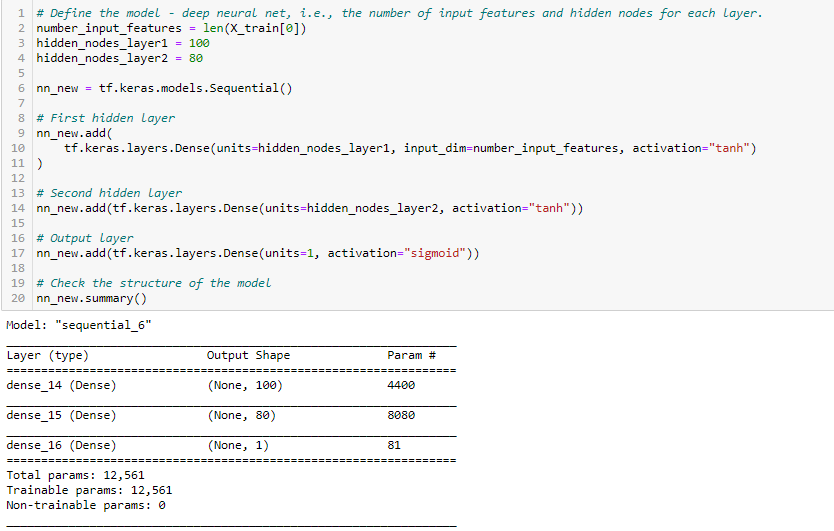 1 # Define the model - deep neural net, i.e., the number of input features and hidden nodes for each layer.
2 number_input_features = len(X_train[0])
3 hidden_nodes_layer1 = 100
4 hidden_nodes_layer2 = 80
5
6 nn_new = tf.keras.models.Sequential()
7
8 # First hidden layer
9 nn_new.add(
10     tf.keras.layers.Dense(units=hidden_nodes_layer1, input_dim=number_input_features, activation="tanh")
11 )
12
13 # Second hidden layer
14 nn_new.add(tf.keras.layers.Dense(units=hidden_nodes_layer2, activation="tanh"))
15
16 # Output layer
17 nn_new.add(tf.keras.layers.Dense(units=1, activation="sigmoid"))
18
19 # Check the structure of the model
20 nn_new.summary()
Model: "sequential_6"
Layer (type) Output Shape Param #
dense_14 (Dense) (None, 100) 4400
dense_15 (Dense) (None, 80) 8080
dense_16 (Dense) (None, 1) 81
Total params: 12,561
Trainable params: 12,561
Non-trainable params: 0